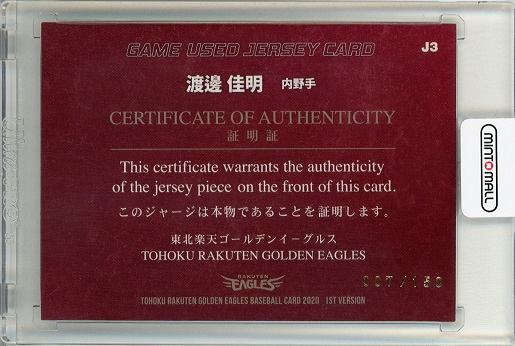 GAME USED JERSEY CARD
J3
渡邊 佳明 内野手
CERTIFICATE OF AUTHENTICITY
証明証
This certificate warrants the authenticity
of the jersey piece on the front of this card.
このジャージは本物であることを証明します。
東北楽天ゴールデンイーグルス
TOHOKU RAKUTEN GOLDEN EAGLES
RAKUTEN
EAGLES
007/150
TOHOKU RAKUTEN GOLDEN EAGLES BASEBALL CARD 2020 1ST VERSION
mintomall